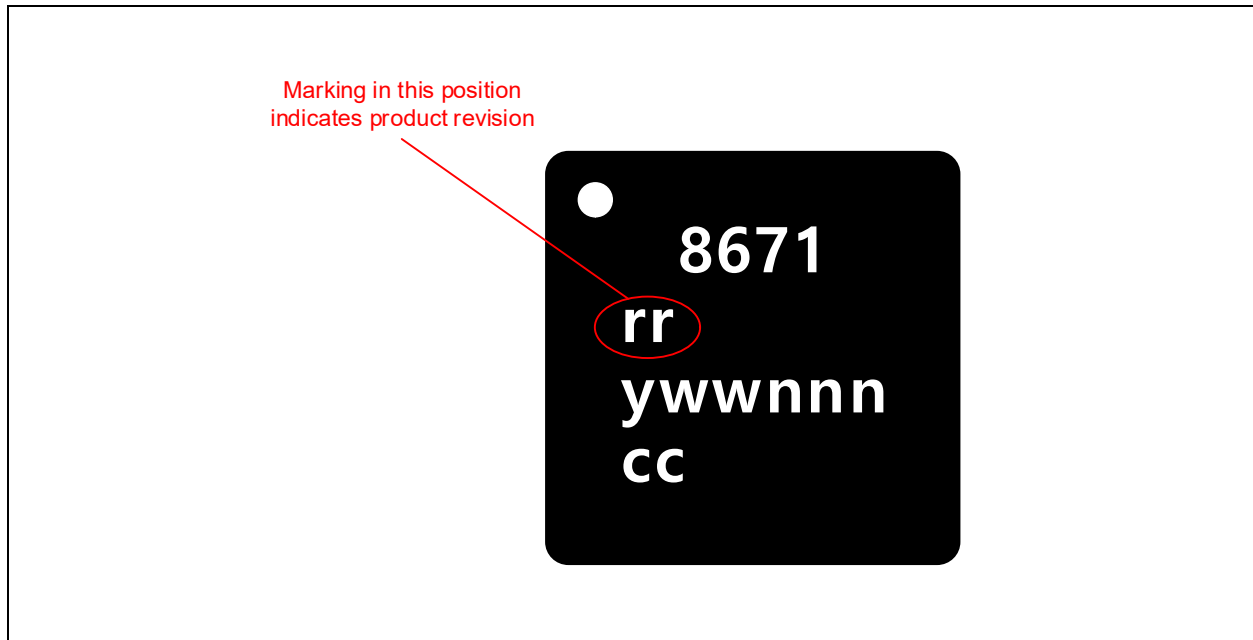 Marking in this position
indicates product revision
8671
rr
ywwnnn
cc